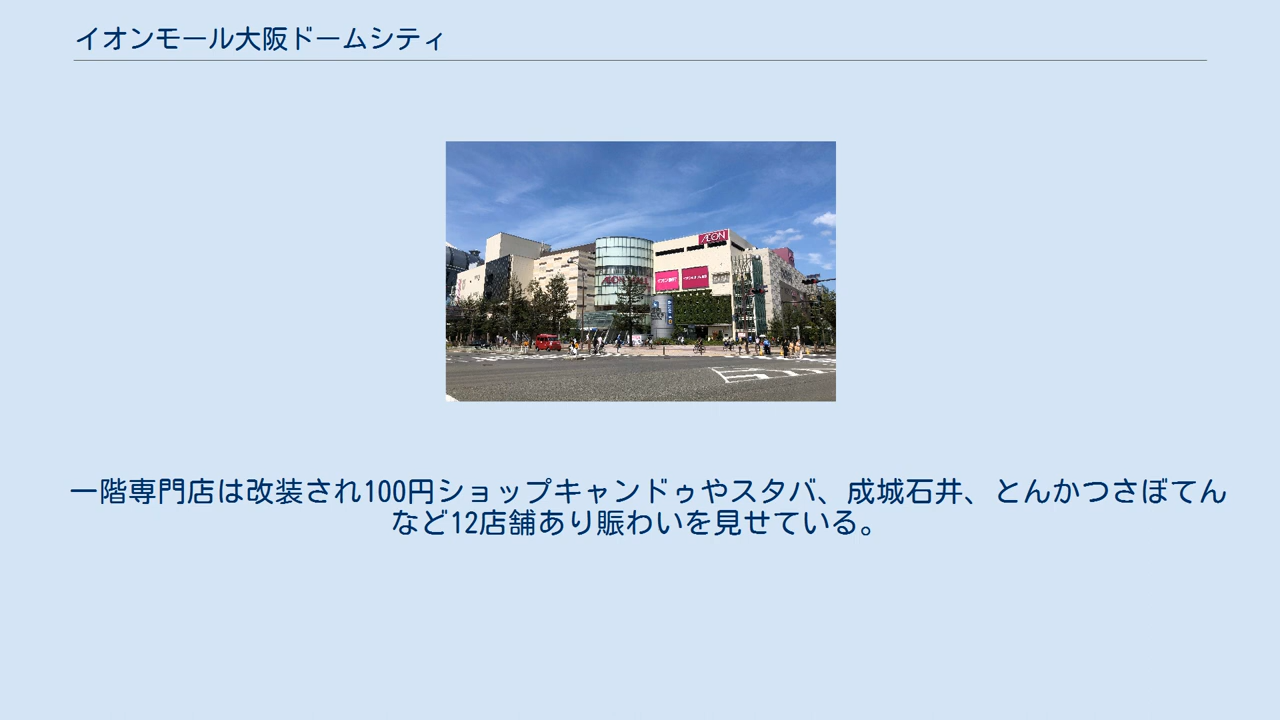 イオンモール大阪ドームシティ
ÆON
一階専門店は改装され100円ショップキャンドゥやスタバ、成城石井、とんかつさぼてん
など12店舗あり賑わいを見せている。